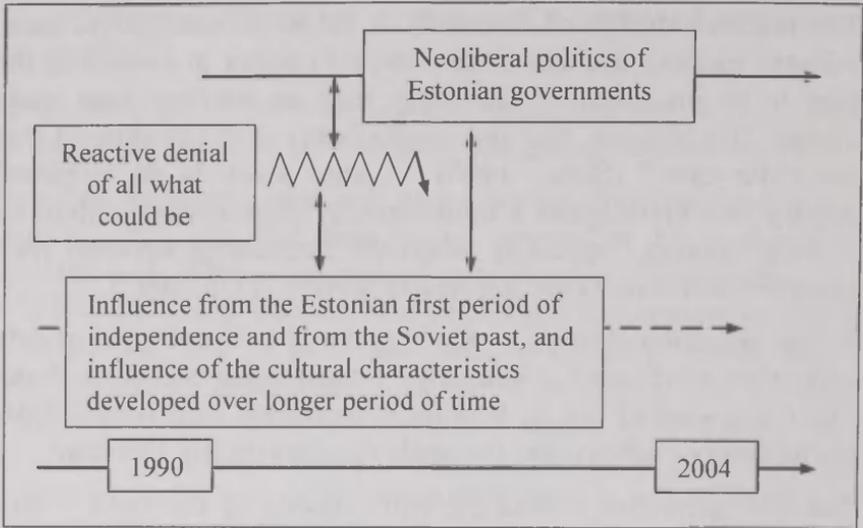 Neoliberal politics of
Estonian governments
Reactive denial
of all what
could be
Influence from the Estonian first period of
independence and from the Soviet past, and
influence of the cultural characteristics
developed over longer period of time
1990
2004